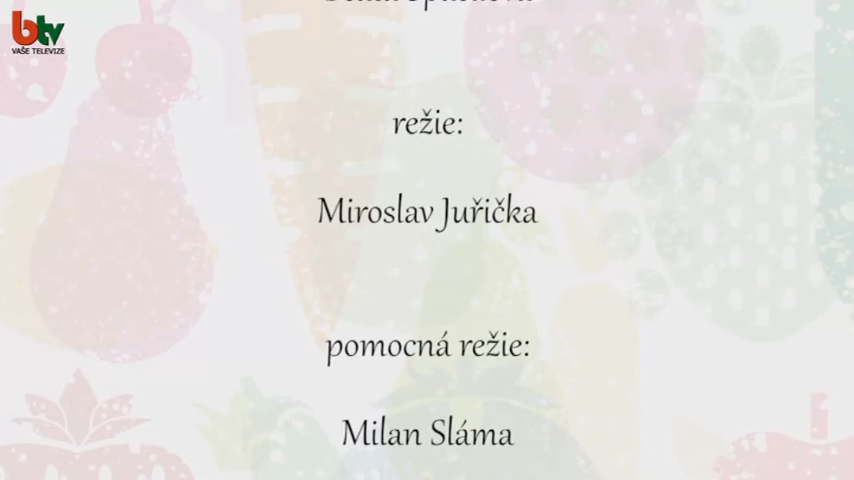 btv
VAŠE TELEVIZE
režie:
Miroslav Juřička
pomocná režie:
Milan Sláma